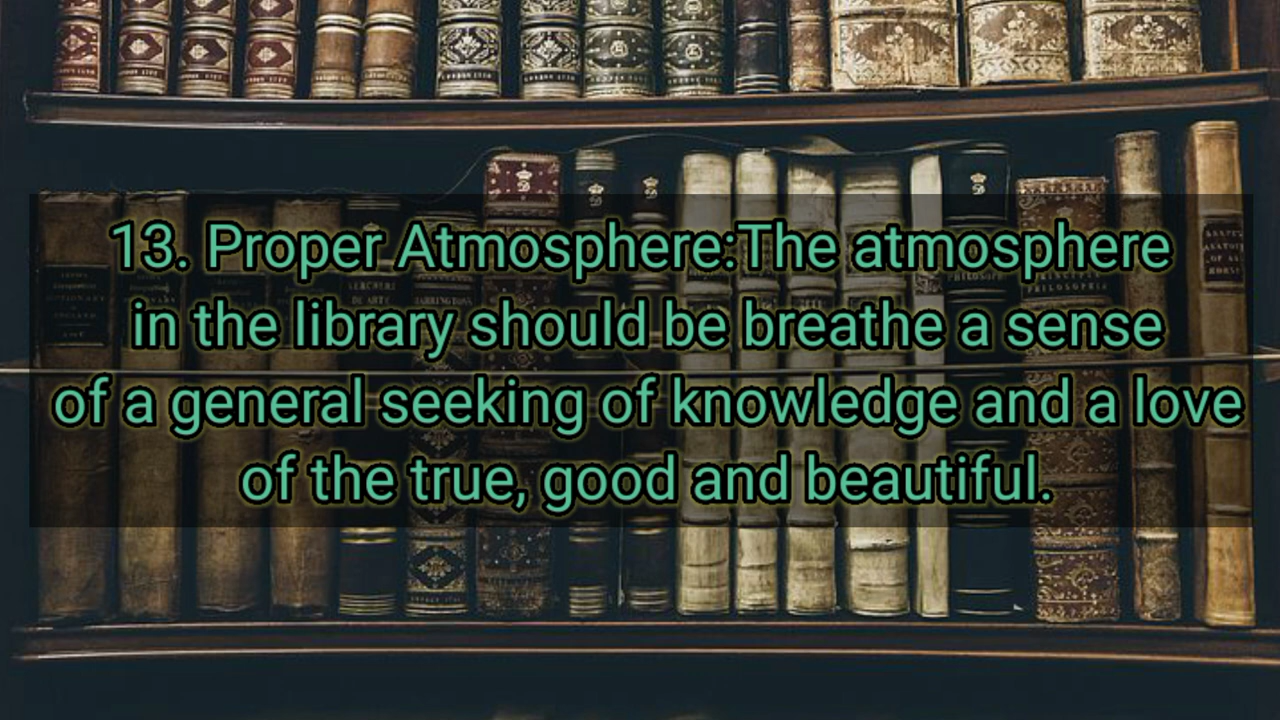 13. Proper Atmosphere:The atmosphere
in the library should be breathe a sense
of a general seeking of knowledge and a love
of the true, good and beautiful.